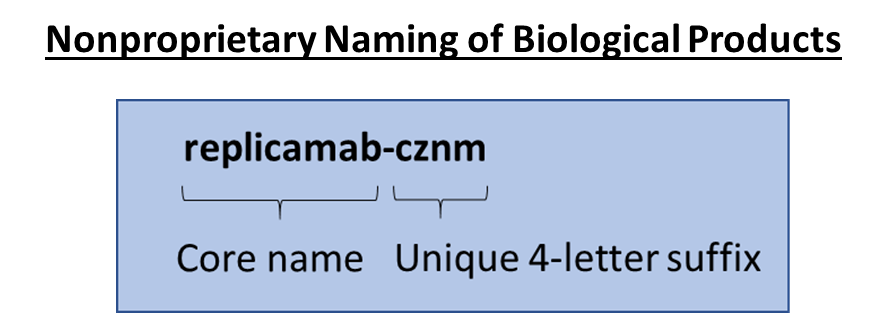 Nonproprietary Naming of Biological Products
replicamab-cznm
Core name Unique 4-letter suffix